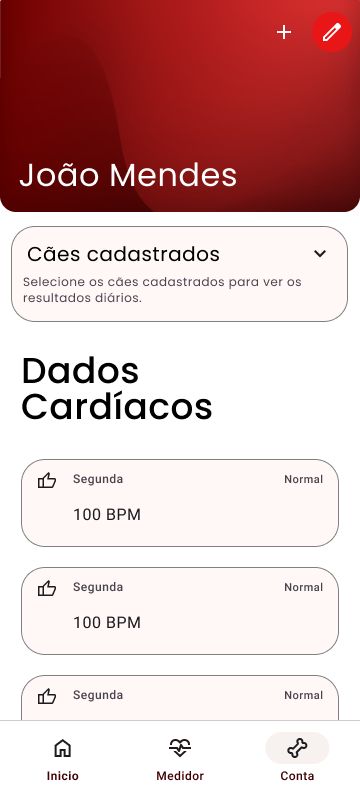 João Mendes
Cães cadastrados
Selecione os cães cadastrados para ver os
resultados diários.
Dados
Cardíacos
Segunda
Normal
100 BPM
Segunda
Normal
100 BPM
Segunda
Normal
Inicio
Medidor
Conta